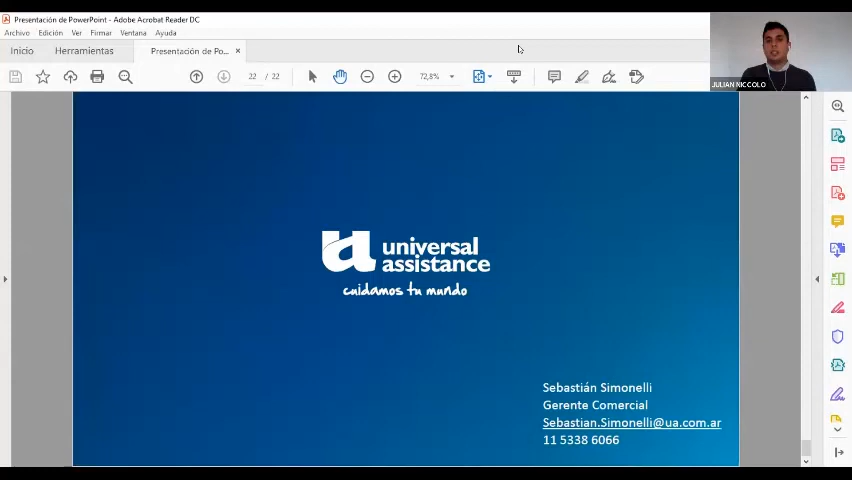 Presentación de PowerPoint - Adobe Acrobat Reader DC
Archivo Edición Ver Firmar Ventana Ayuda
Inicio Herramientas Presentación de Po... ×
22 / 22 72,8%
JULIAN NICCOLO
universal
assistance
cuidamos tu mundo
Sebastián Simonelli
Gerente Comercial
Sebastian.Simonelli@ua.com.ar
11 5338 6066